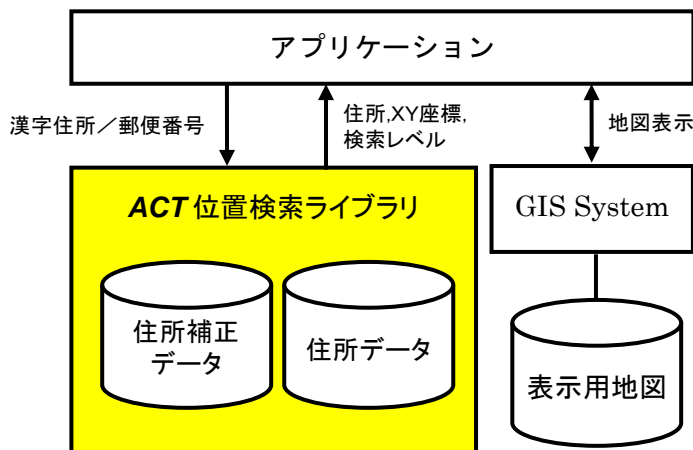 アプリケーション
漢字住所／郵便番号
住所,XY座標,
検索レベル
地図表示
ACT 位置検索ライブラリ
GIS System
住所補正
データ
住所データ
表示用地図